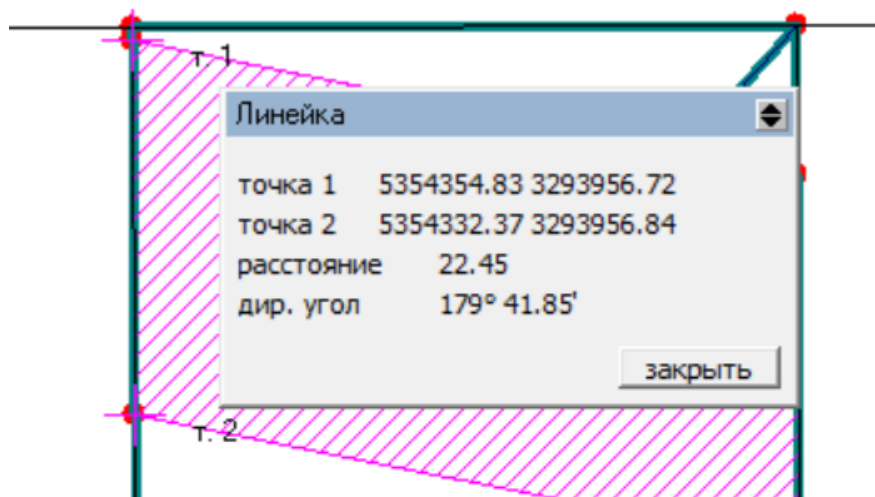 т. 1
Линейка
точка 1 5354354.83 3293956.72
точка 2 5354332.37 3293956.84
расстояние 22.45
дир. угол 179° 41.85'
закрыть
т. 2